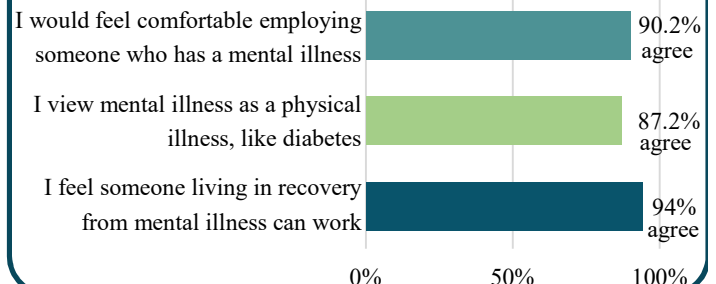 I would feel comfortable employing
someone who has a mental illness
90.2%
agree
I view mental illness as a physical
illness, like diabetes
87.2%
agree
I feel someone living in recovery
from mental illness can work
94%
agree
0% 50% 100%